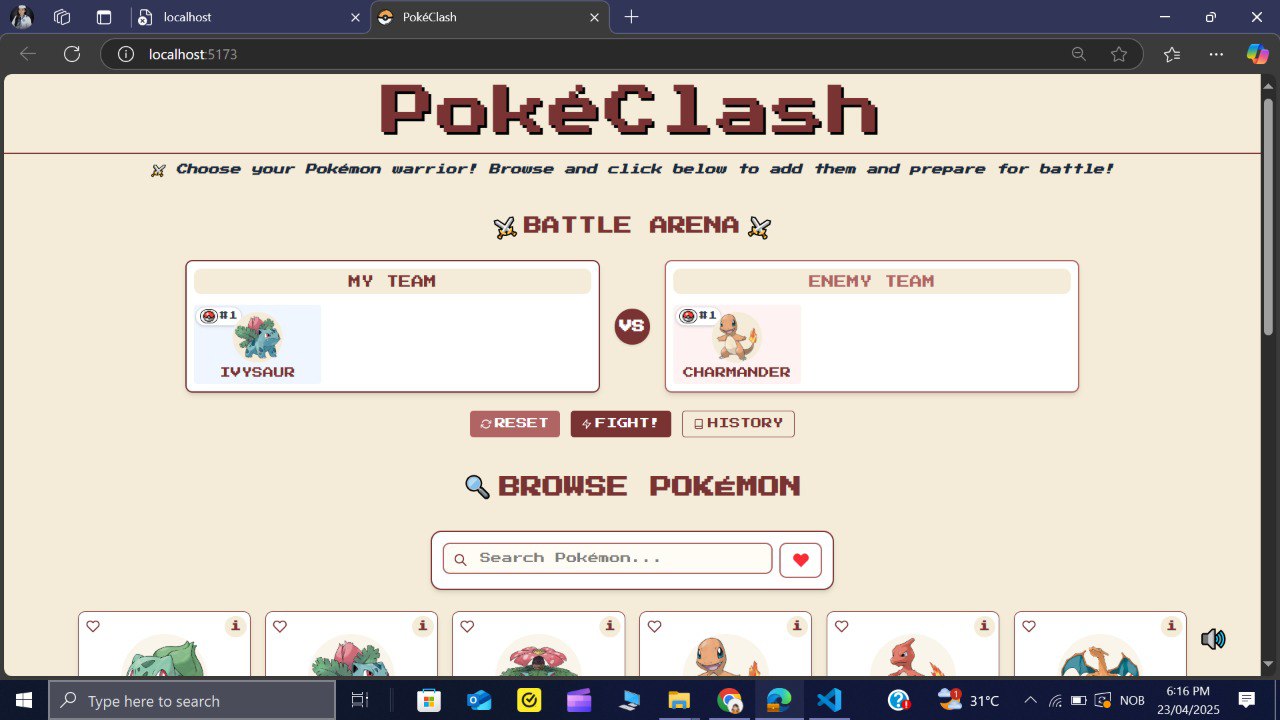 localhost
PokéClash
localhost:5173
PokéClash
Choose your Pokémon warrior! Browse and click below to add them and prepare for battle!
BATTLE ARENA
MY TEAM
ENEMY TEAM
#1
IVYSAUR
VS
#1
CHARMANDER
RESET
FIGHT!
HISTORY
BROWSE POKéMON
Search Pokémon...
i
i
i
i
i
i
Type here to search
1
31°C
NOB
6:16 PM
23/04/2025